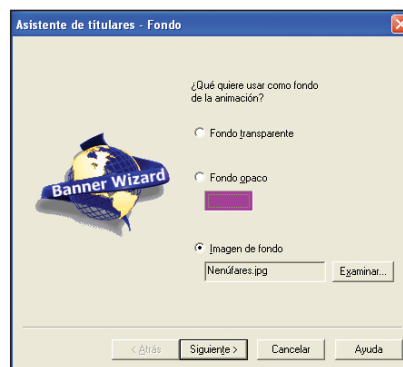 Asistente de titulares - Fondo
¿Qué quiere usar como fondo
de la animación?
Fondo transparente
Fondo opaco
Banner Wizard
Imagen de fondo
Nenúfares.jpg
Examinar...
< Atrás
Siguiente >
Cancelar
Ayuda